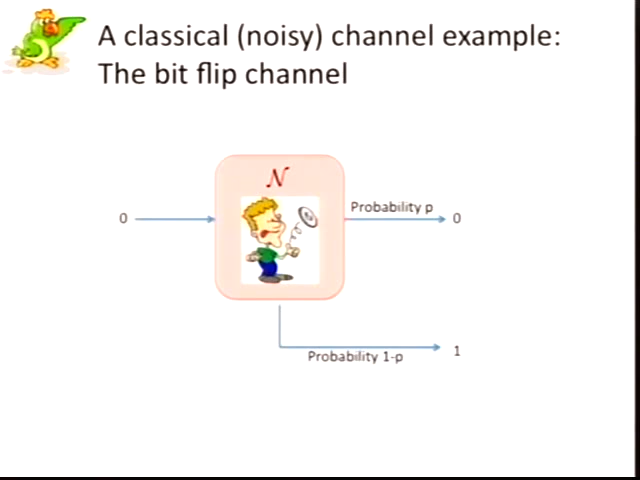 A classical (noisy) channel example:
The bit flip channel
N
0
Probability p
0
Probability 1-p
1